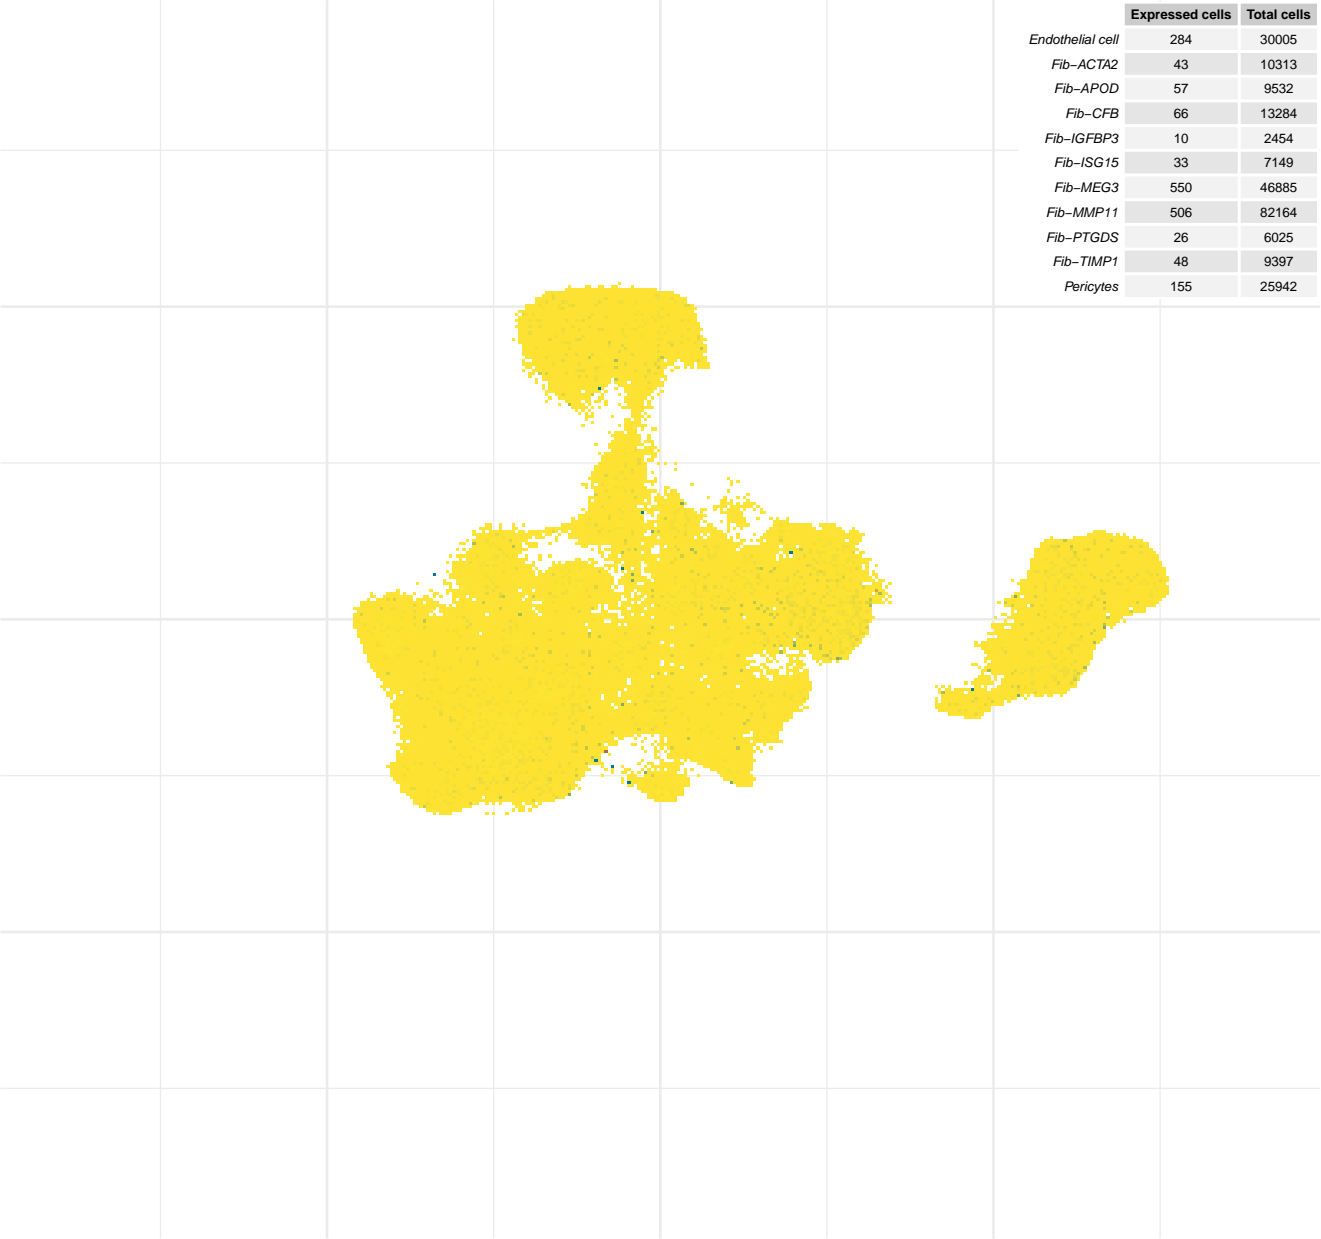 Expressed cells Total cells
Endothelial cell 284 30005
Fib−ACTA2 43 10313
Fib−APOD 57 9532
Fib−CFB 66 13284
Fib−IGFBP3 10 2454
Fib−ISG15 33 7149
Fib−MEG3 550 46885
Fib−MMP11 506 82164
Fib−PTGDS 26 6025
Fib−TIMP1 48 9397
Pericytes 155 25942